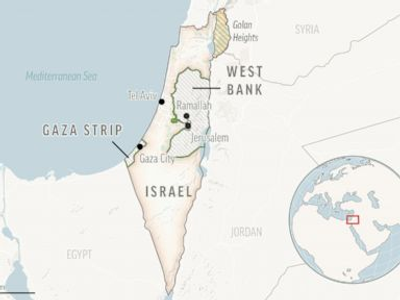 Golan
Heights
SYRIA
Mediterranean Sea
WEST
BANK
Tel Aviv
Ramallah
GAZA STRIP
Jerusalem
Gaza City
ISRAEL
EGYPT
JORDAN